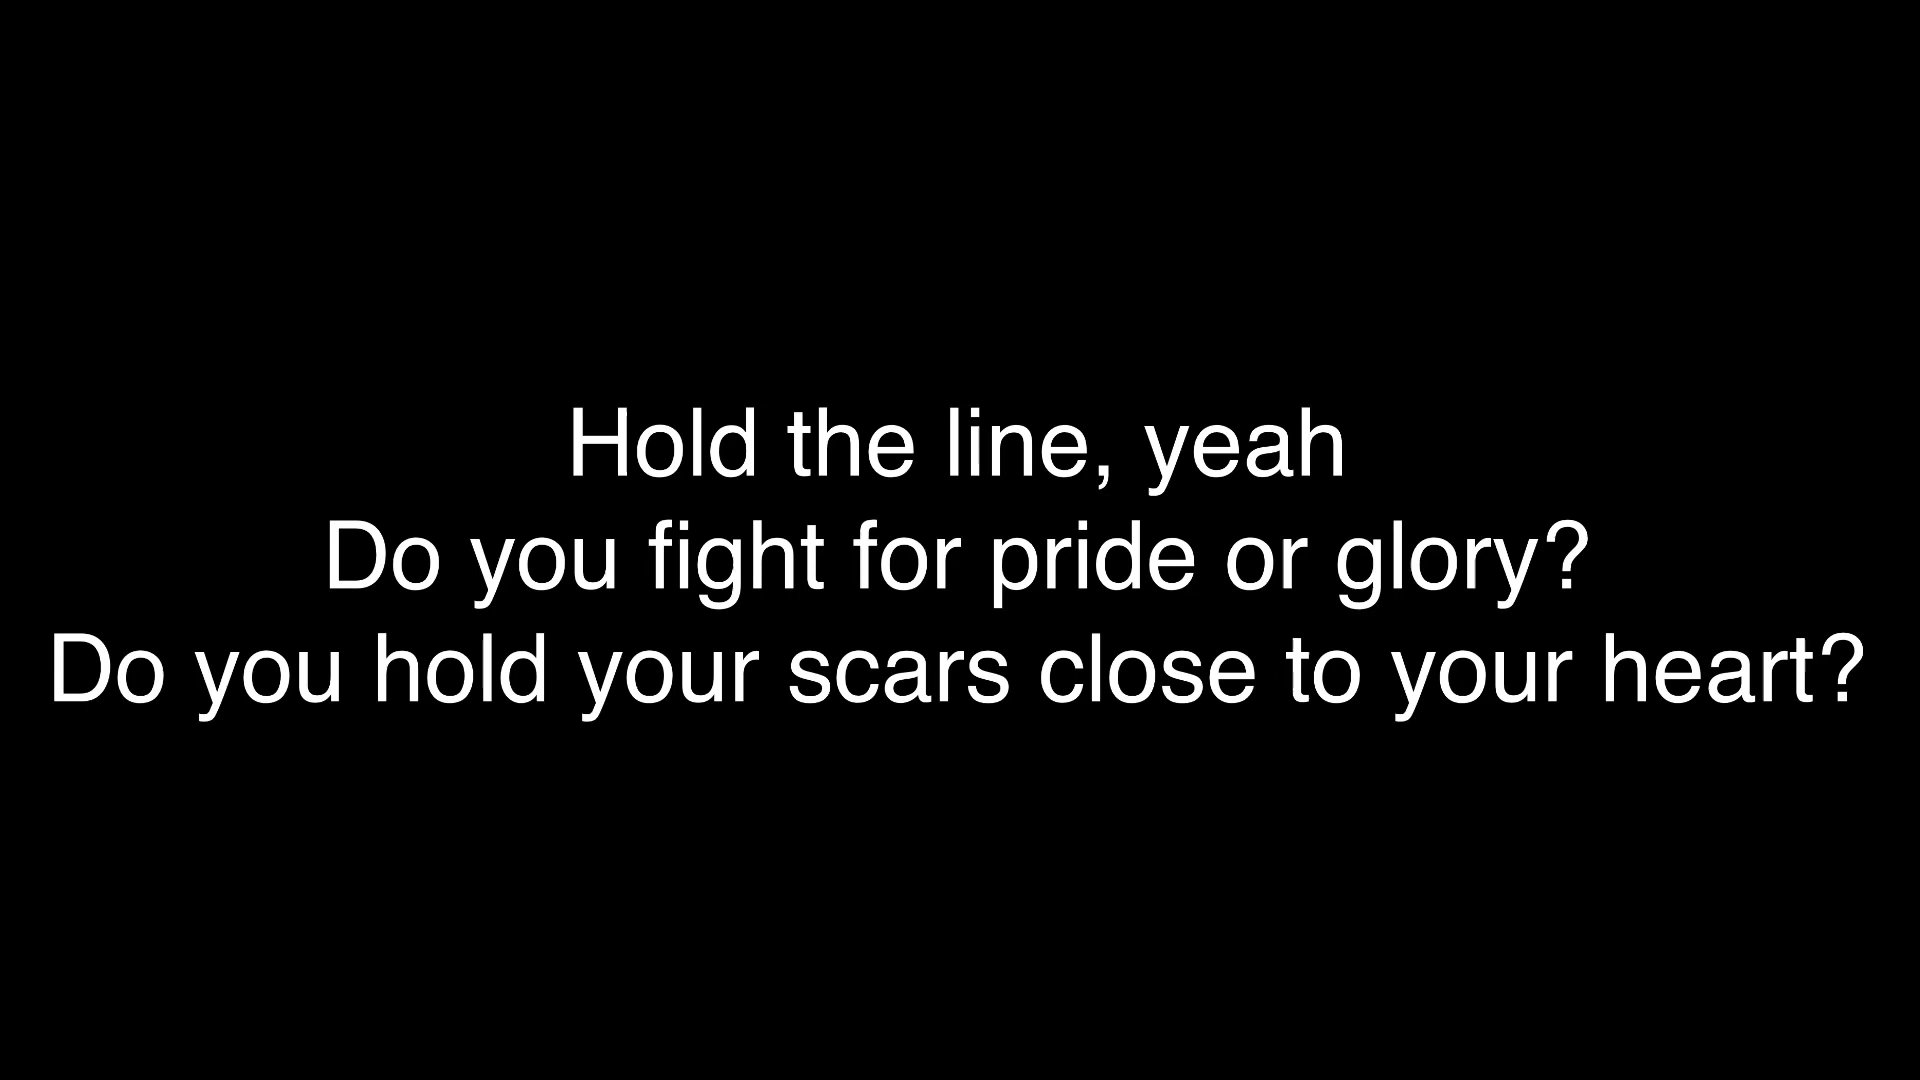 Hold the line, yeah
Do you fight for pride or glory?
Do you hold your scars close to your heart?